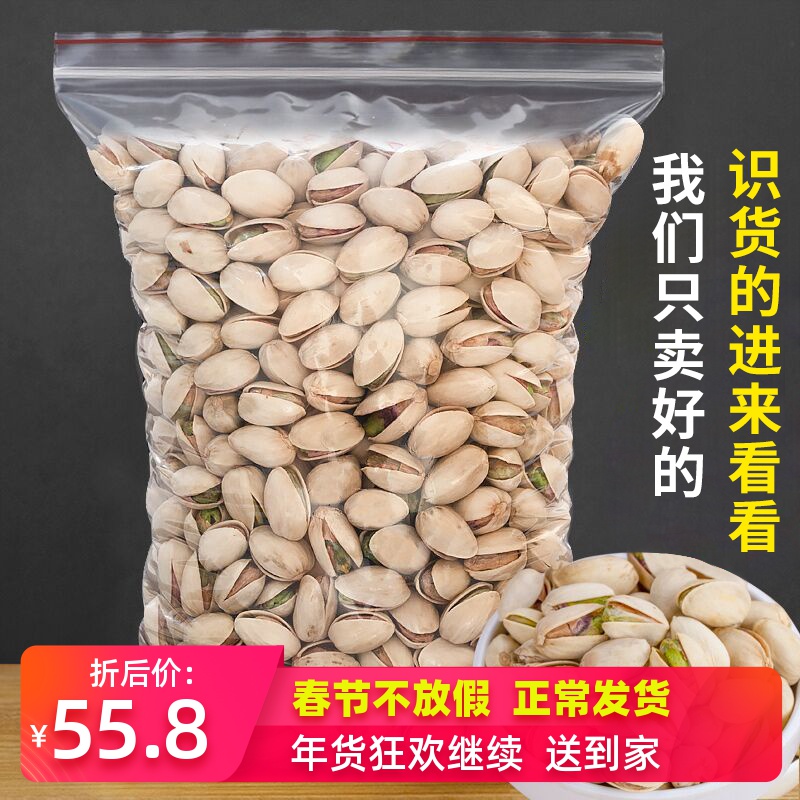 识货的进来看看
我们只卖好的
折后价：
¥55.8
春节不放假 正常发货
年货狂欢继续 送到家